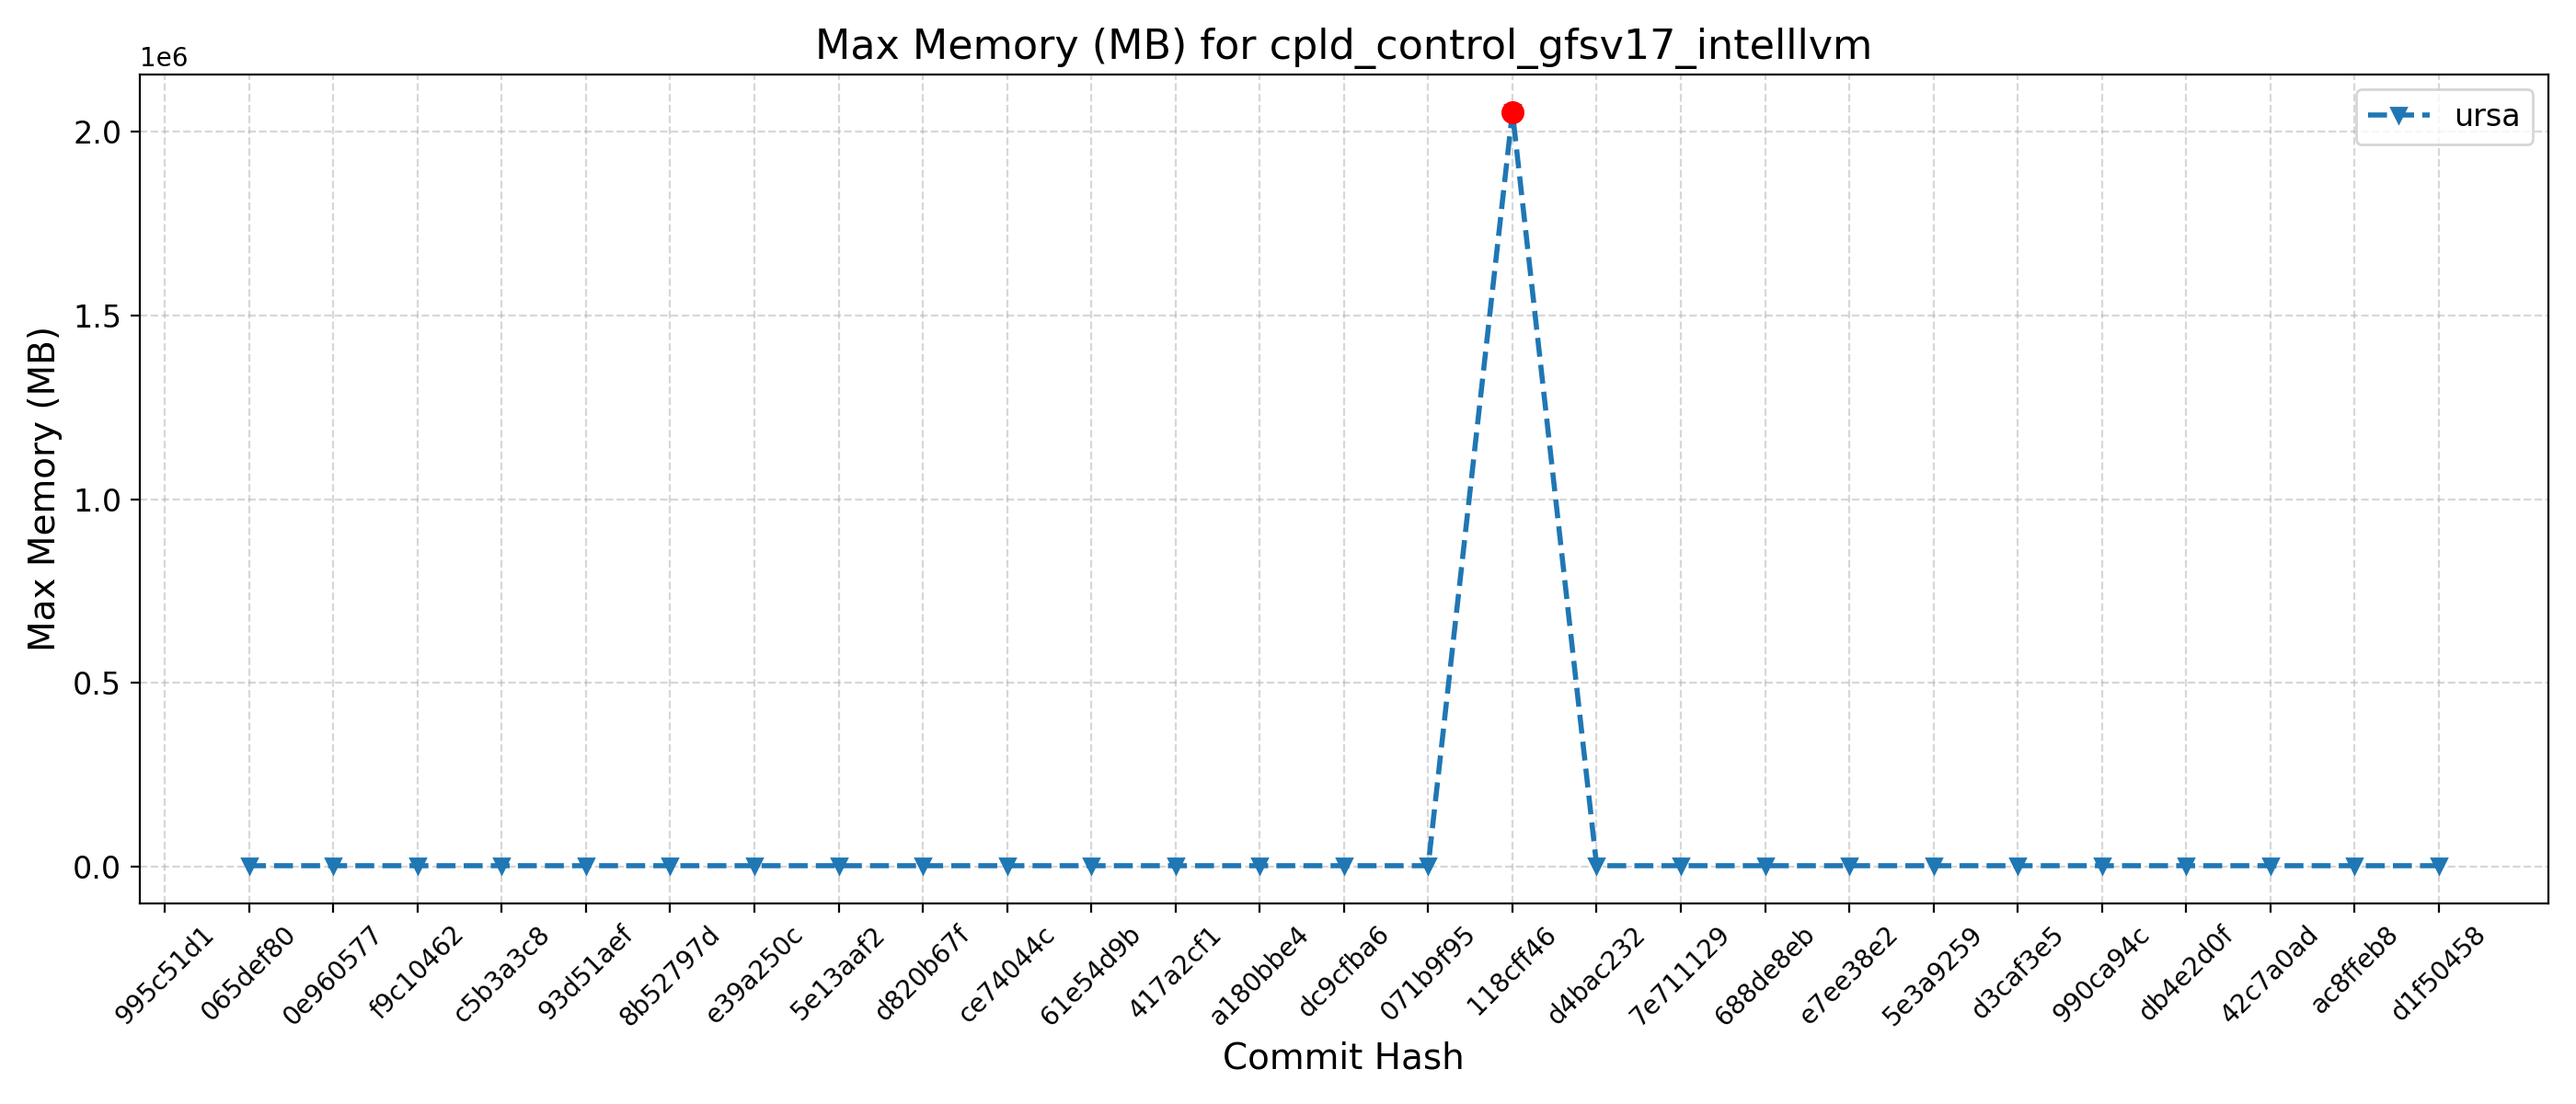 Max Memory (MB) for cpld_control_gfsv17_intelllvm
1e6
ursa
2.0
1.5
1.0
0.5
0.0
Max Memory (MB)
995c51d1
065def80
0e960577
f9c10462
c5b3a3c8
93d51aef
8b52797d
e39a250c
5e13aaf2
d820b67f
ce74044c
61e54d9b
417a2cf1
a180bbe4
dc9cfba6
071b9f95
118cff46
d4bac232
7e711129
688de8eb
e7ee38e2
5e3a9259
d3caf3e5
990ca94c
db4e2d0f
42c7a0ad
ac8ffeb8
d1f50458
Commit Hash